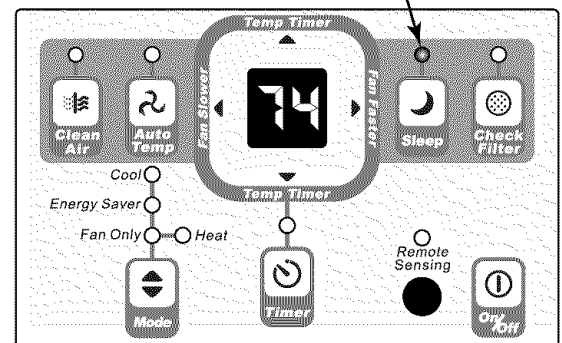 Temp Timer
Fan Slower
74
Fan Faster
Clean
Air
Auto
Temp
Sleep
Check
Filter
Temp Timer
Cool
Energy Saver
Fan Only
Heat
Mode
Timer
Remote
Sensing
On/Off